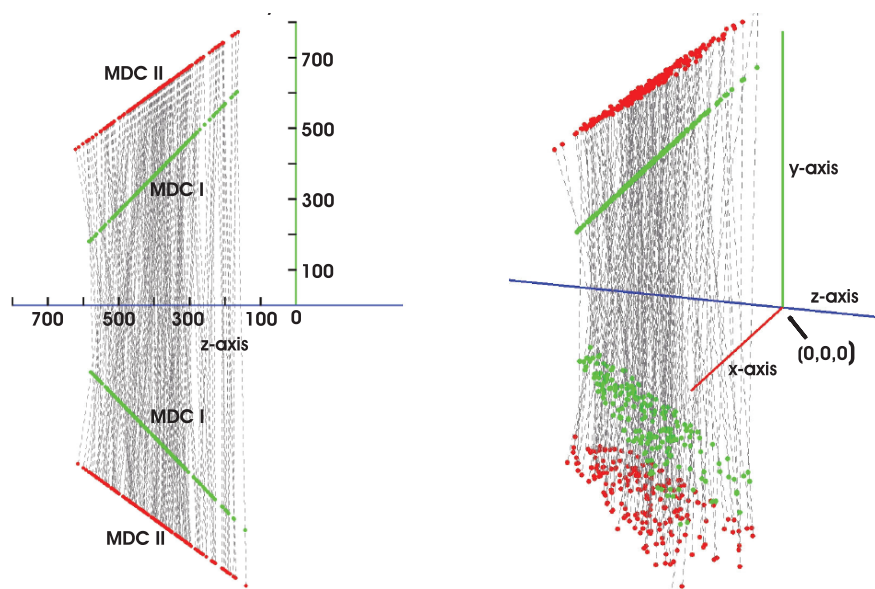 MDC II
700
500
MDC I
300
100
700
500
300
100
0
z-axis
MDC I
MDC II
y-axis
z-axis
(0,0,0)
x-axis